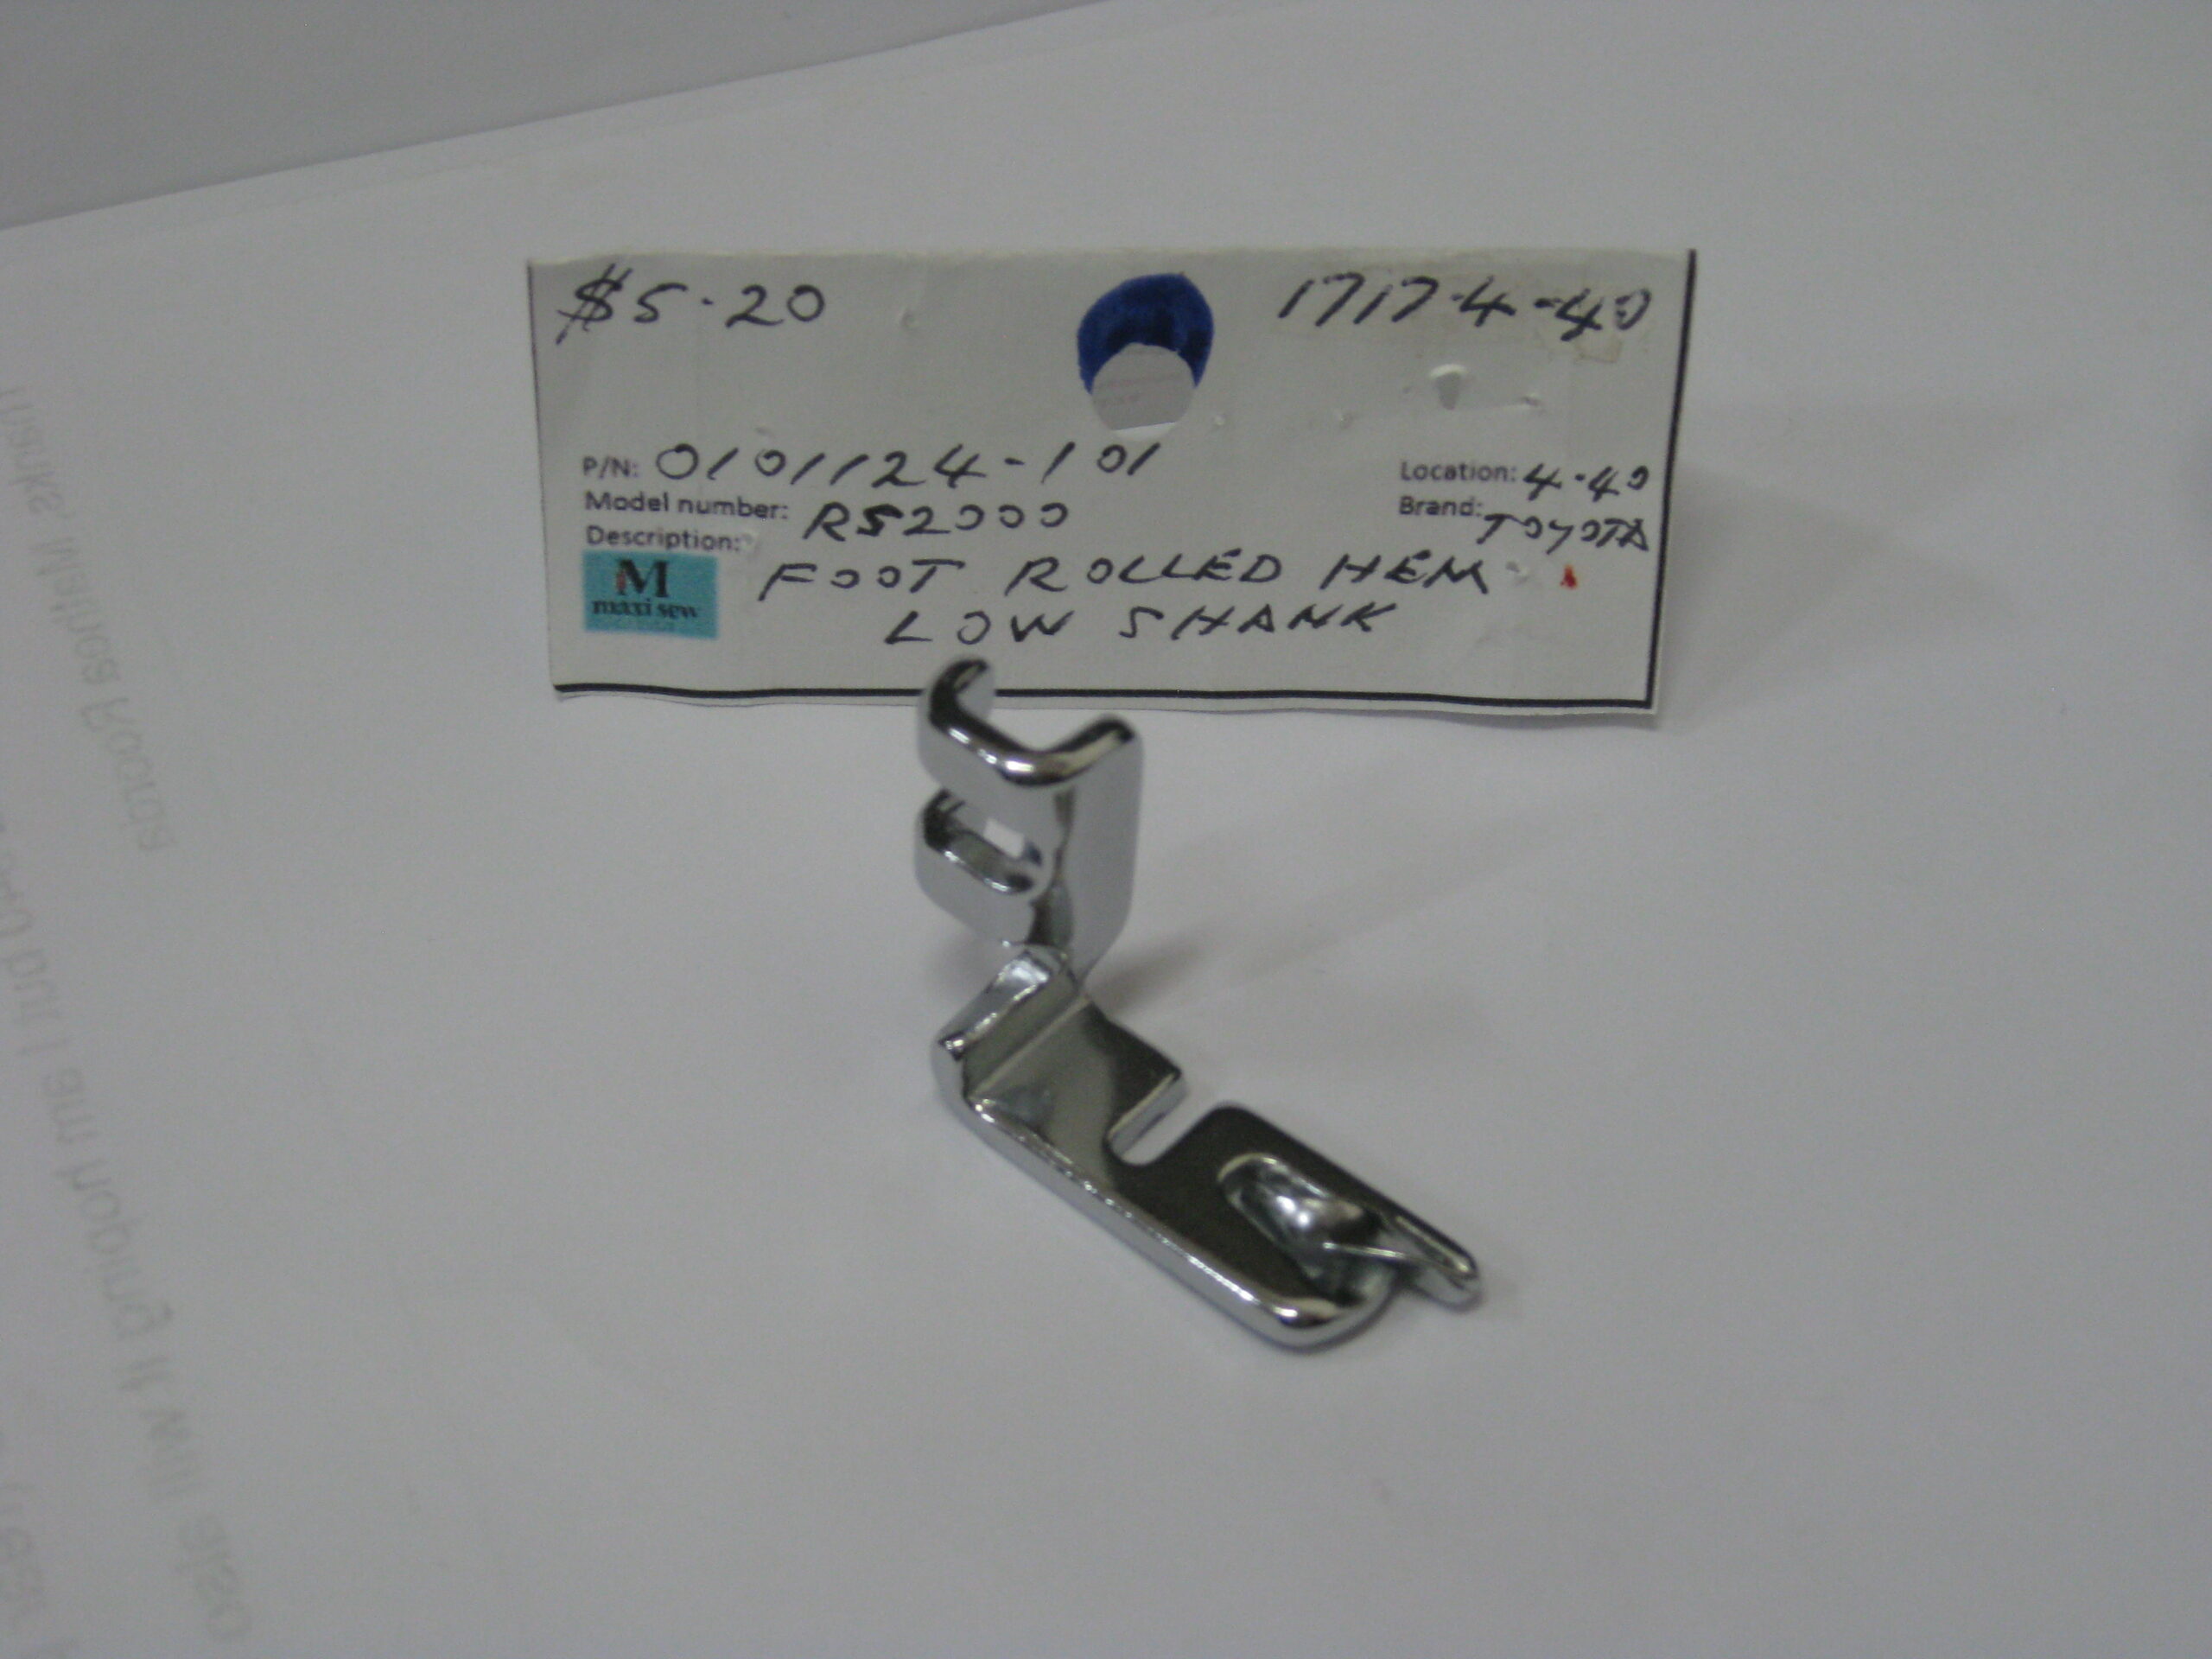 $5-20 1717-4-40
P/N: 0101124-101 Location: 4-40
Model number: RS2000 Brand: TOYOTA
Description: FOOT ROLLED HEM
LOW SHANK
M
maxi sew